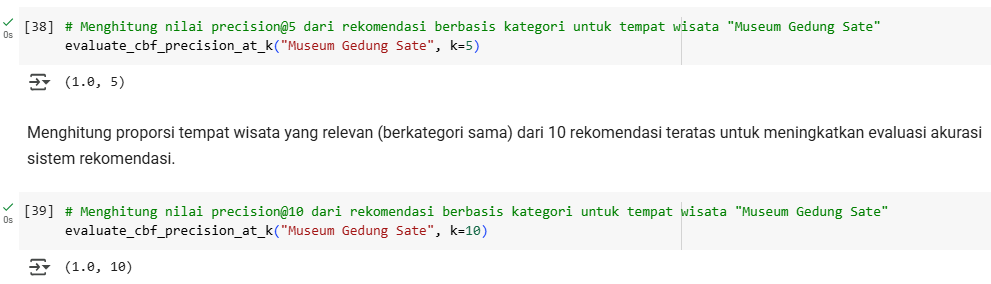 [38] # Menghitung nilai precision@5 dari rekomendasi berbasis kategori untuk tempat wisata "Museum Gedung Sate"
0s evaluate_cbf_precision_at_k("Museum Gedung Sate", k=5)
(1.0, 5)
Menghitung proporsi tempat wisata yang relevan (berkategori sama) dari 10 rekomendasi teratas untuk meningkatkan evaluasi akurasi
sistem rekomendasi.
[39] # Menghitung nilai precision@10 dari rekomendasi berbasis kategori untuk tempat wisata "Museum Gedung Sate"
0s evaluate_cbf_precision_at_k("Museum Gedung Sate", k=10)
(1.0, 10)